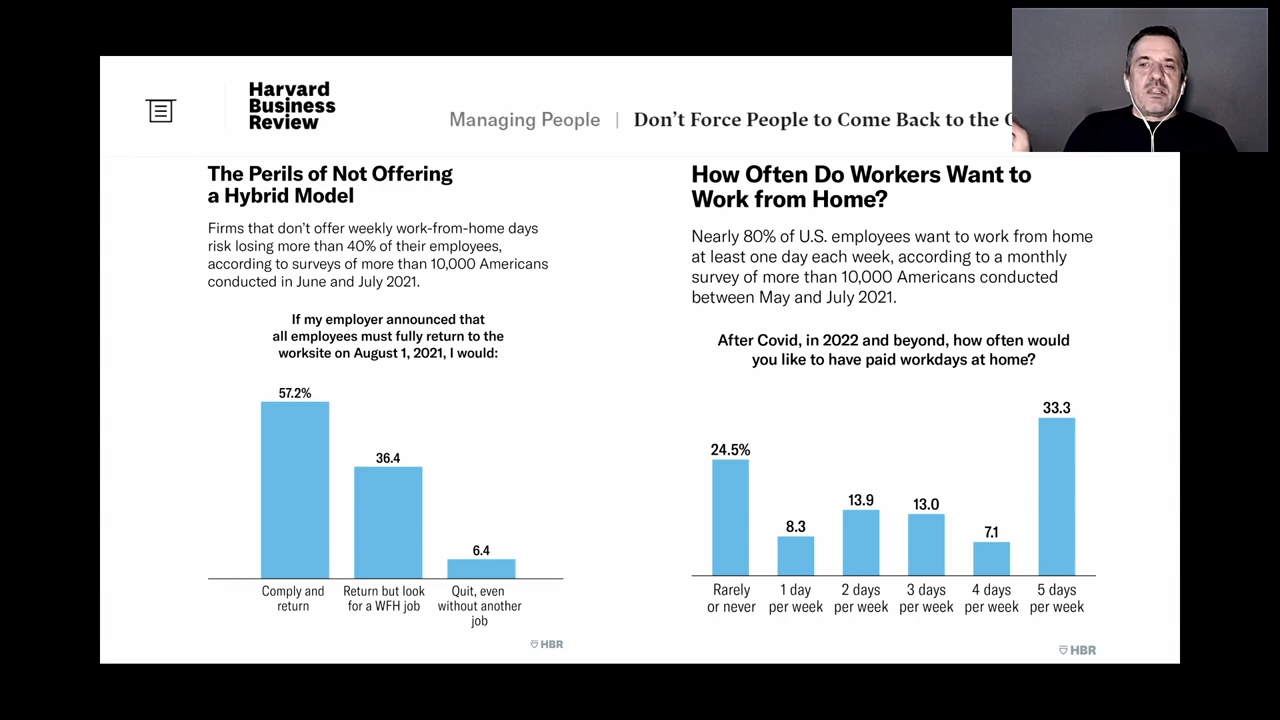 Harvard
Business
Review
Managing People | Don't Force People to Come Back to the
The Perils of Not Offering
a Hybrid Model
Firms that don't offer weekly work-from-home days
risk losing more than 40% of their employees,
according to surveys of more than 10,000 Americans
conducted in June and July 2021.
If my employer announced that
all employees must fully return to the
worksite on August 1, 2021, I would:
57.2%
36.4
6.4
Comply and
return
Return but look
for a WFH job
Quit, even
without another
job
HBR
How Often Do Workers Want to
Work from Home?
Nearly 80% of U.S. employees want to work from home
at least one day each week, according to a monthly
survey of more than 10,000 Americans conducted
between May and July 2021.
After Covid, in 2022 and beyond, how often would
you like to have paid workdays at home?
24.5%
8.3
13.9
13.0
7.1
33.3
Rarely
or never
1 day
per week
2 days
per week
3 days
per week
4 days
per week
5 days
per week
HBR